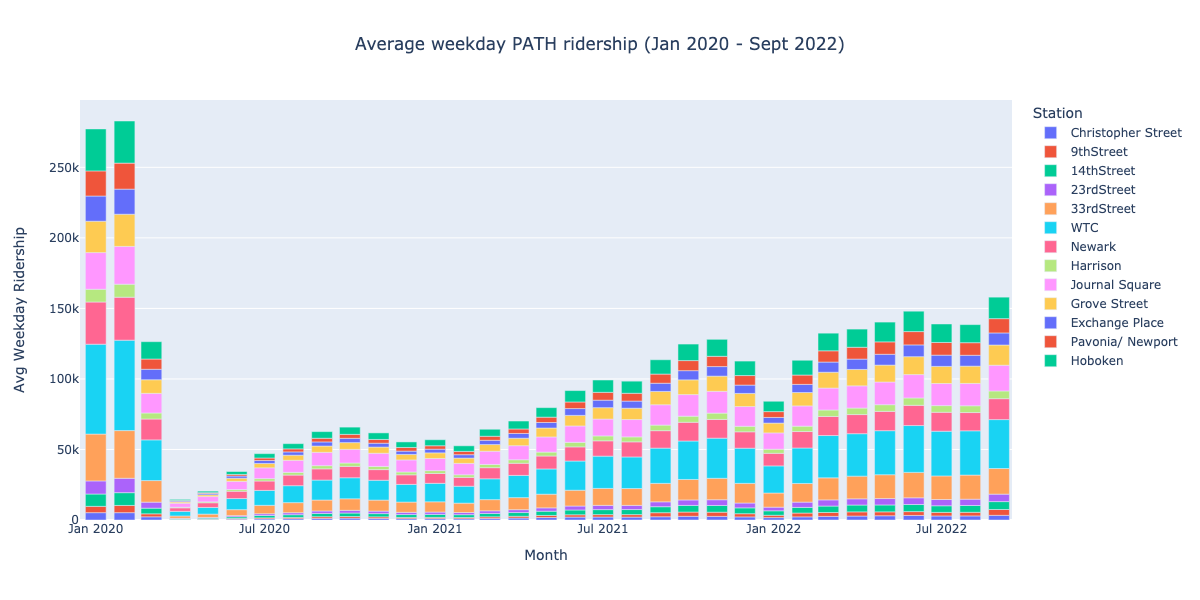 Average weekday PATH ridership (Jan 2020 - Sept 2022)
Avg Weekday Ridership
250k
200k
150k
100k
50k
0
Jan 2020
Jul 2020
Jan 2021
Jul 2021
Jan 2022
Jul 2022
Month
Station
Christopher Street
9thStreet
14thStreet
23rdStreet
33rdStreet
WTC
Newark
Harrison
Journal Square
Grove Street
Exchange Place
Pavonia/ Newport
Hoboken